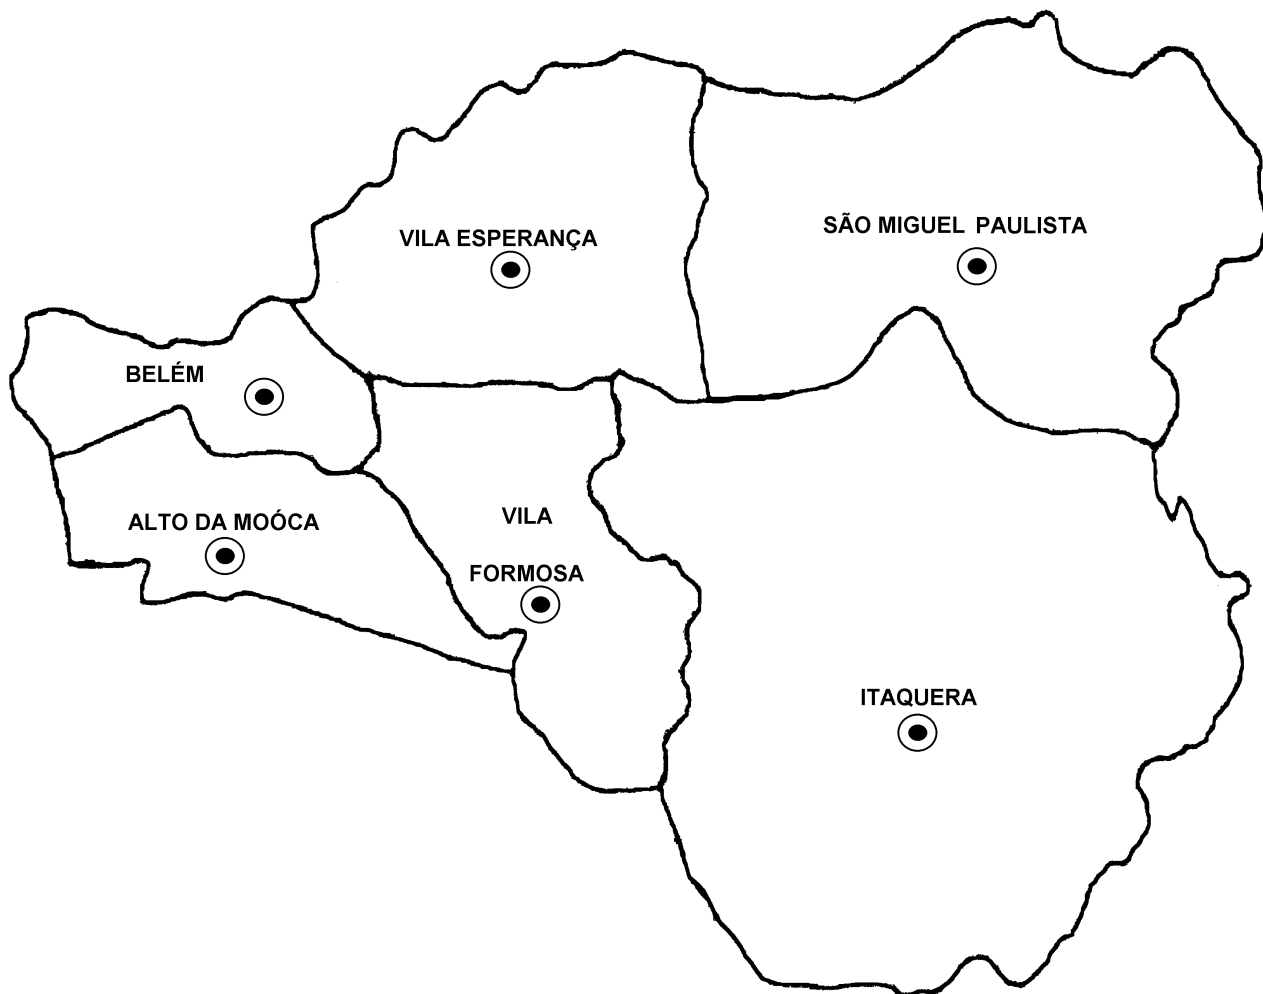 SÃO MIGUEL PAULISTA
VILA ESPERANÇA
BELÉM
VILA
FORMOSA
ALTO DA MOÓCA
ITAQUERA